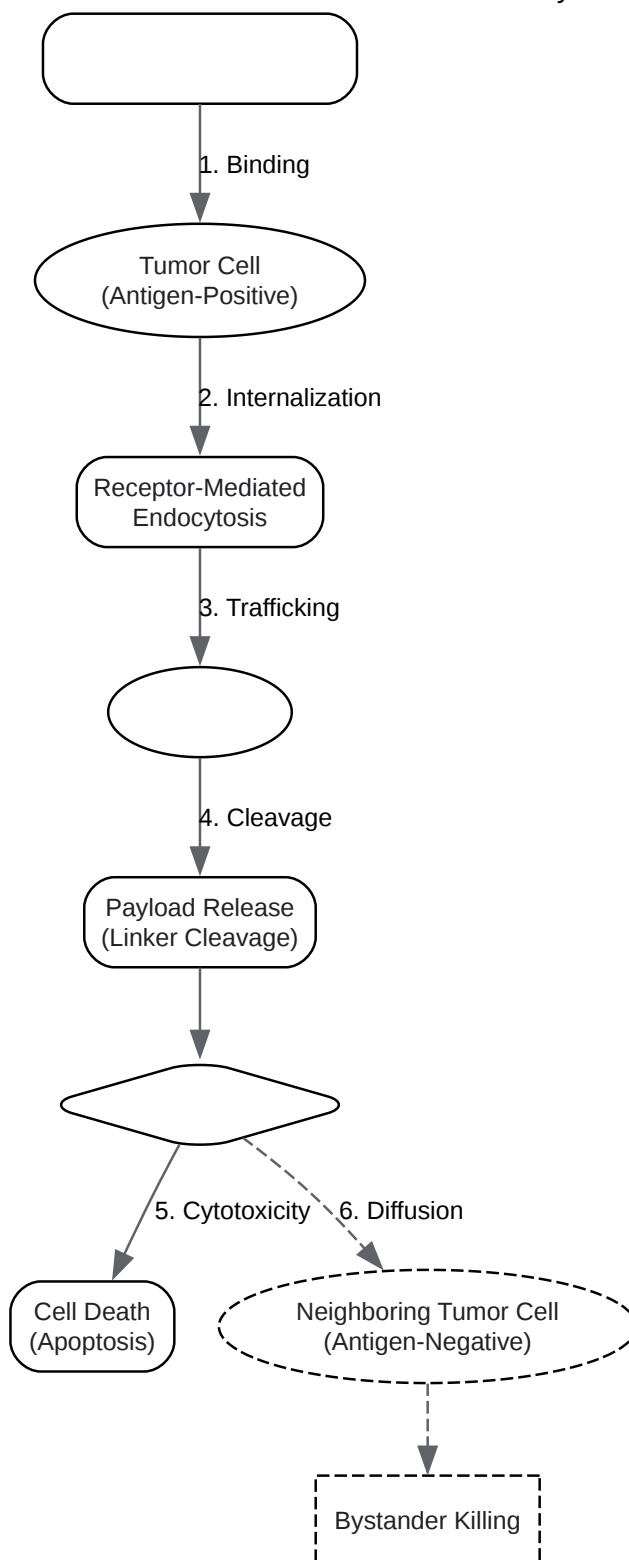 1. Binding
Tumor Cell
(Antigen-Positive)
2. Internalization
Receptor-Mediated
Endocytosis
3. Trafficking
4. Cleavage
Payload Release
(Linker Cleavage)
5. Cytotoxicity
6. Diffusion
Cell Death
(Apoptosis)
Neighboring Tumor Cell
(Antigen-Negative)
Bystander Killing